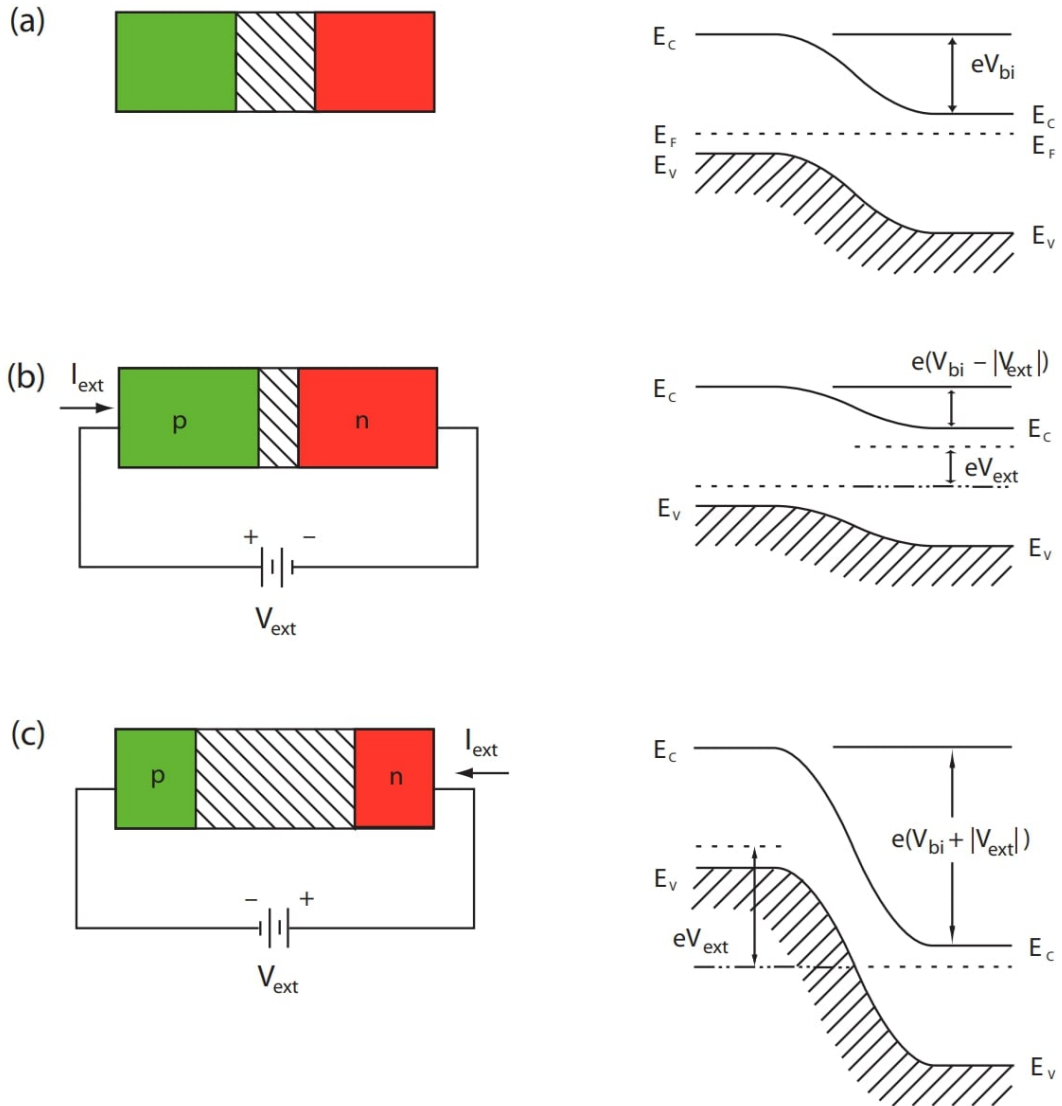 (a)
E_C
eV_bi
E_C
E_F
E_F
E_V
E_V
(b)
I_ext
p
n
+ −
V_ext
e(V_bi − |V_ext|)
E_C
E_C
eV_ext
E_V
E_V
(c)
p
n
I_ext
− +
V_ext
E_C
e(V_bi + |V_ext|)
E_V
eV_ext
E_C
E_V